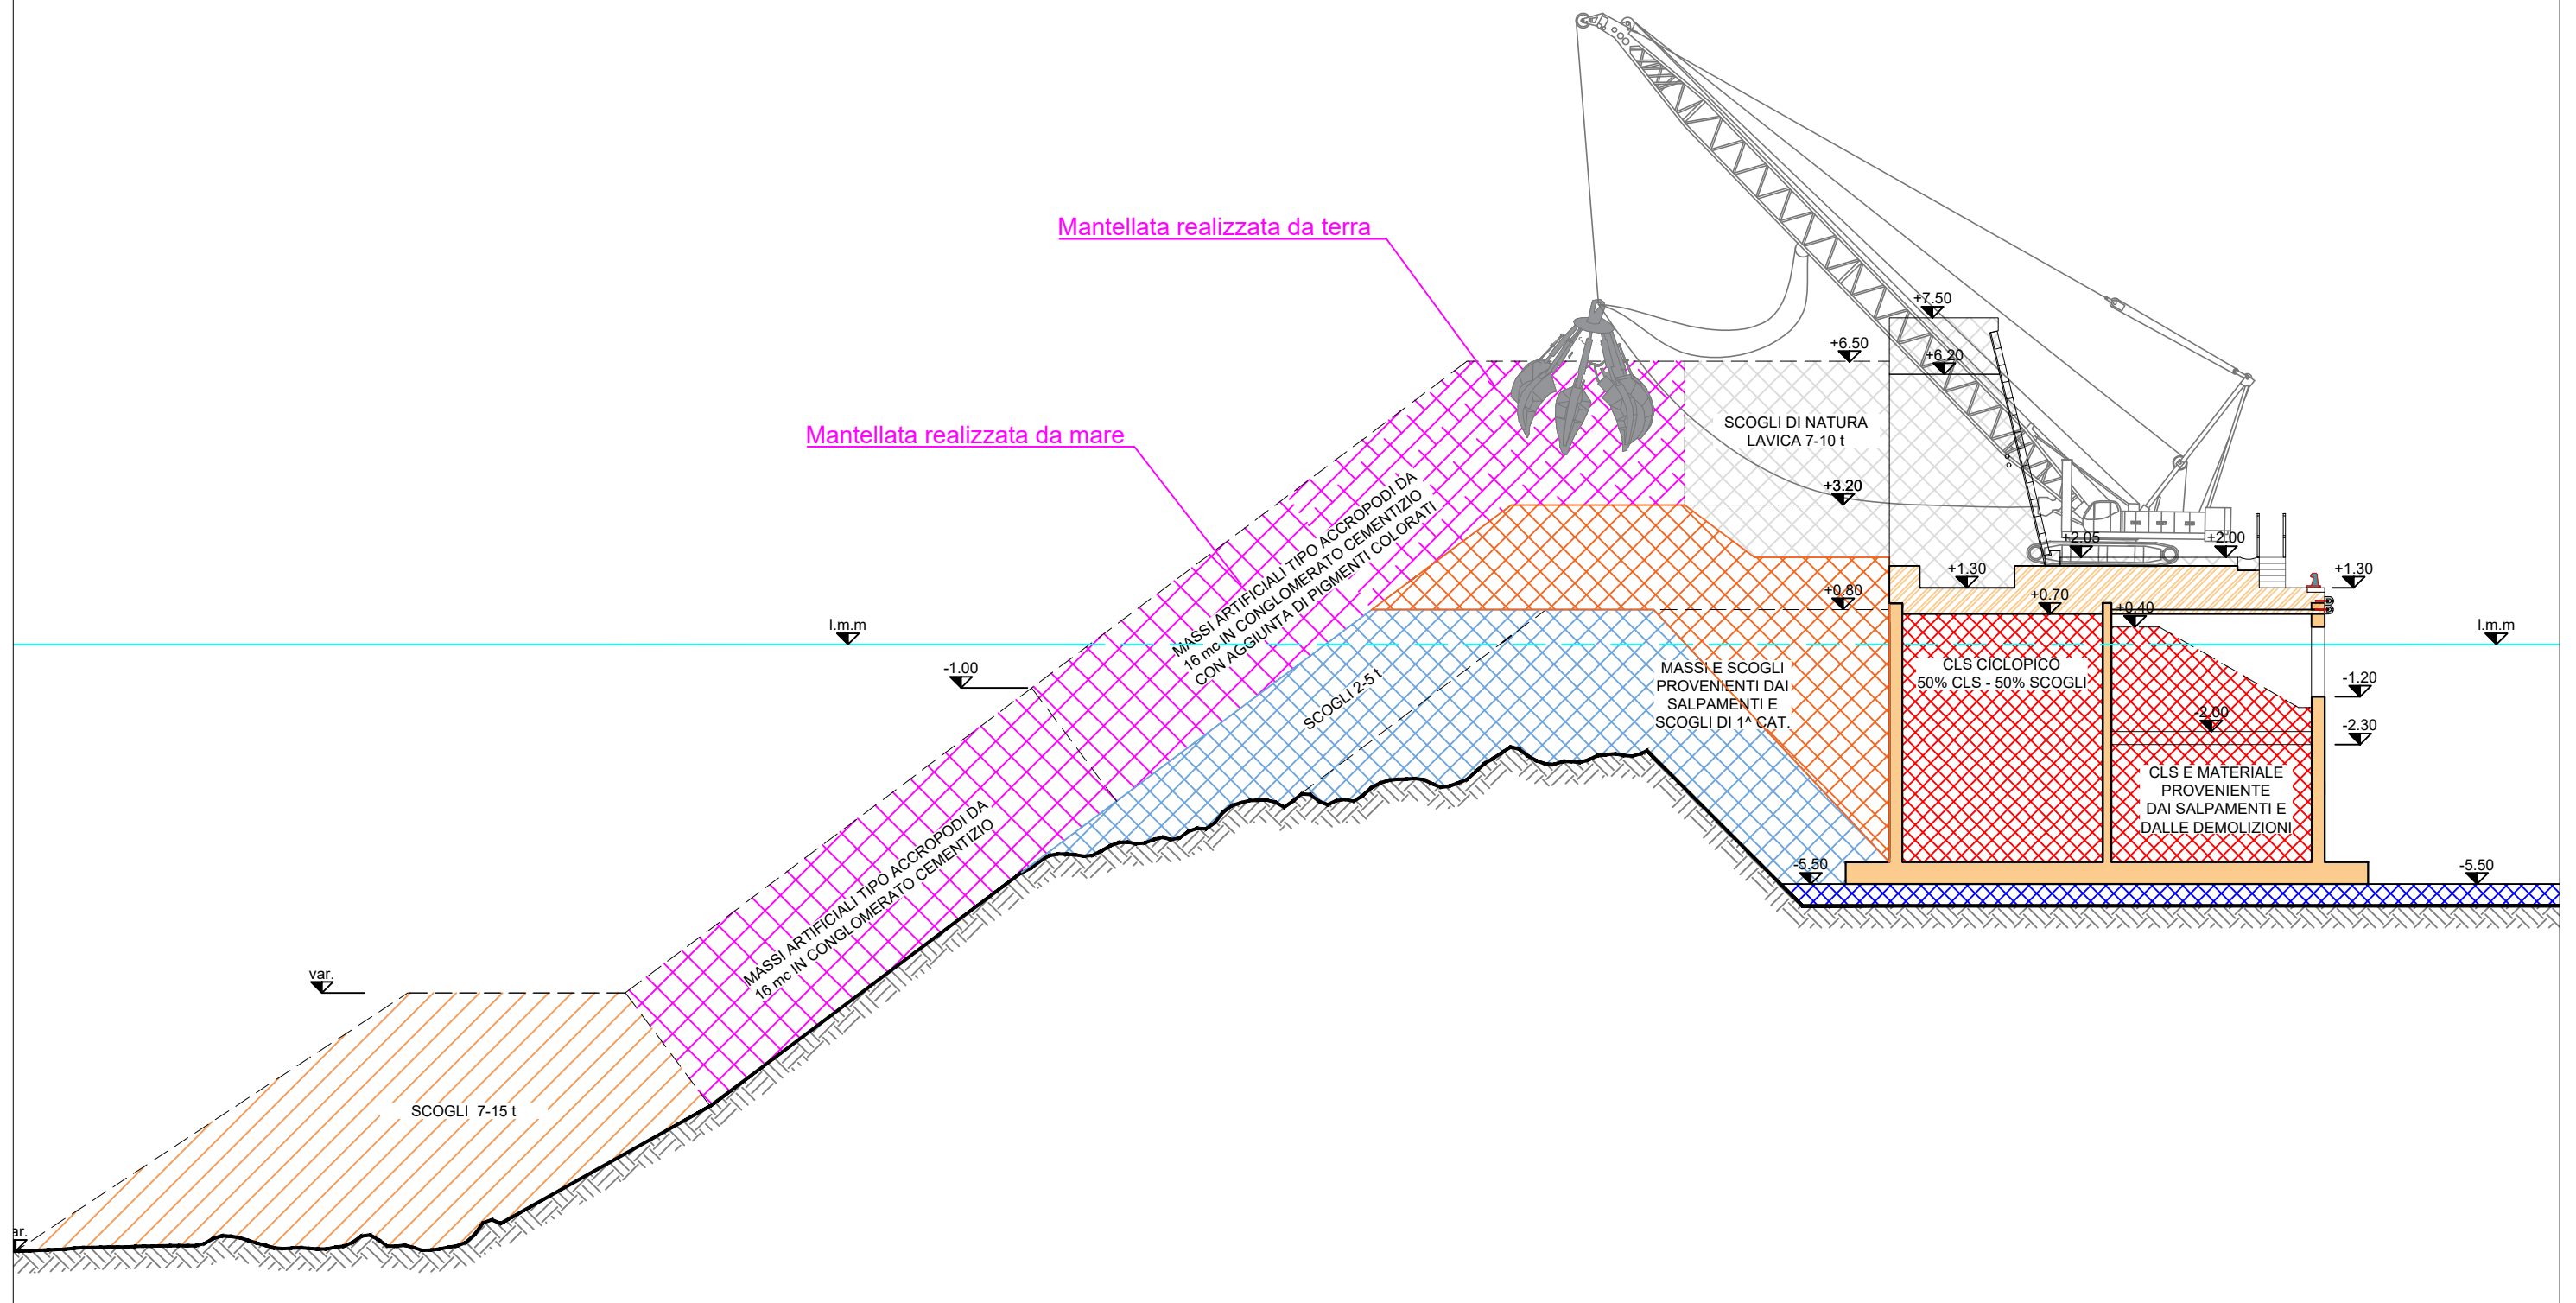 Mantellata realizzata da terra
+7.50
+6.50
+6.20
SCOGLI DI NATURA
LAVICA 7-10 t
Mantellata realizzata da mare
+3.20
MASSI ARTIFICIALI TIPO ACCROPODI DA
16 mc IN CONGLOMERATO CEMENTIZIO
CON AGGIUNTA DI PIGMENTI COLORATI
+2.05
+2.00
+1.30
+1.30
+0.80
+0.70
+0.40
l.m.m
l.m.m
-1.00
SCOGLI 2-5 t
MASSI E SCOGLI
PROVENIENTI DAI
SALPAMENTI E
SCOGLI DI 1^ CAT.
CLS CICLOPICO
50% CLS - 50% SCOGLI
-1.20
-2.00
-2.30
CLS E MATERIALE
PROVENIENTE
DAI SALPAMENTI E
DALLE DEMOLIZIONI
MASSI ARTIFICIALI TIPO ACCROPODI DA
16 mc IN CONGLOMERATO CEMENTIZIO
-5.50
-5.50
var.
SCOGLI 7-15 t
ar.